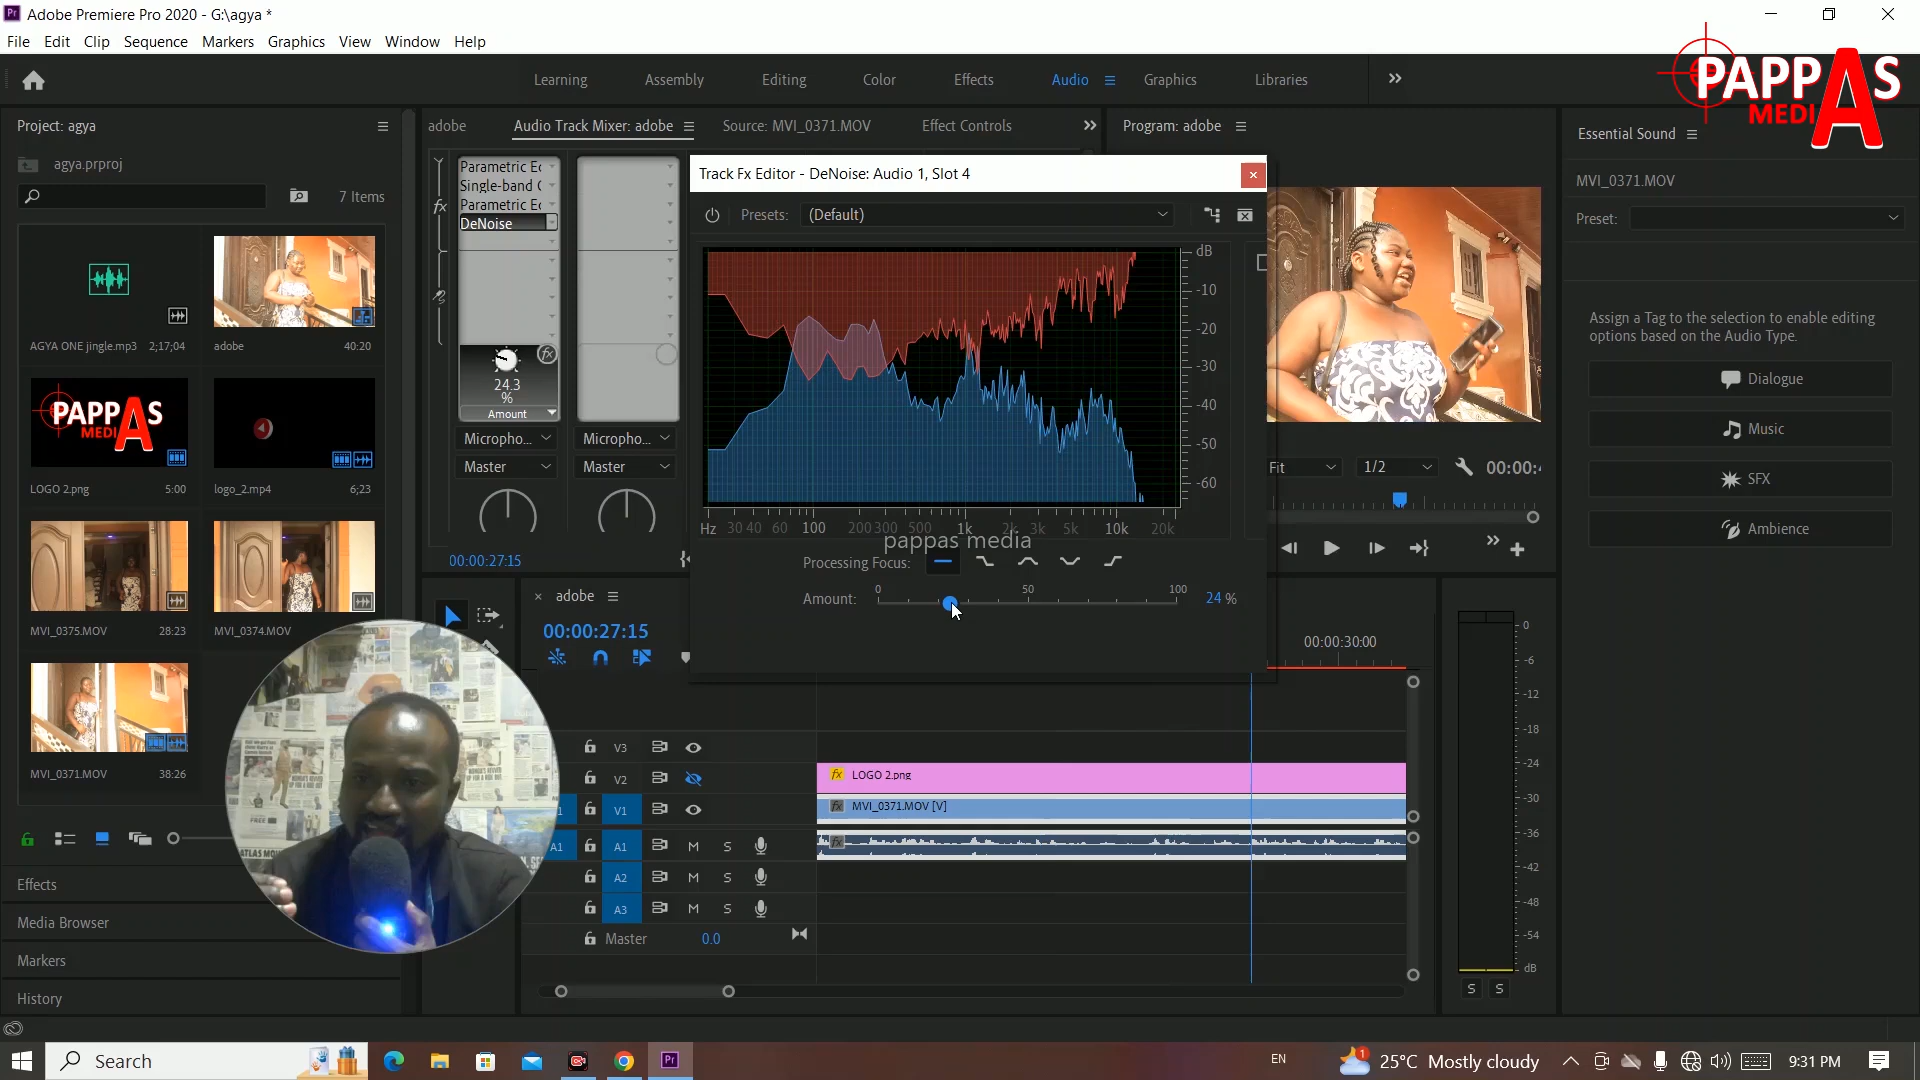 Adobe Premiere Pro 2020 - G:\agya *
File Edit Clip Sequence Markers Graphics View Window Help
PAPPAS
MEDIA
Learning Assembly Editing Color Effects Audio Graphics Libraries
Project: agya
agya.prproj
7 Items
AGYA ONE jingle.mp3 2;17;04
adobe 40:20
PAPPAS
MEDIA
LOGO 2.png 5:00
logo_2.mp4 6;23
MVI_0375.MOV 28:23
MVI_0374.MOV
MVI_0371.MOV 38:26
Effects
Media Browser
Markers
History
adobe Audio Track Mixer: adobe Source: MVI_0371.MOV Effect Controls
fx
Parametric Ec
Single-band C
Parametric Ec
DeNoise
24.3
%
Amount
Micropho... Micropho...
Master Master
00:00:27:15
Track Fx Editor - DeNoise: Audio 1, Slot 4
Presets: (Default)
dB
-10
-20
-30
-40
-50
-60
Hz 30 40 60 100 200 300 500 1k 2k 3k 5k 10k 20k
pappas media
Processing Focus:
Amount: 0 50 100 24 %
Program: adobe
Fit 1/2 00:00:4
Essential Sound
MVI_0371.MOV
Preset:
Assign a Tag to the selection to enable editing
options based on the Audio Type.
Dialogue
Music
SFX
Ambience
adobe
00:00:27:15
00:00:30:00
V3
V2 fx LOGO 2.png
V1 fx MVI_0371.MOV [V]
A1 A1 M S fx
A2 M S
A3 M S
Master 0.0
0
-6
-12
-18
-24
-30
-36
-42
-48
-54
dB
S S
Search
EN
25°C Mostly cloudy
9:31 PM